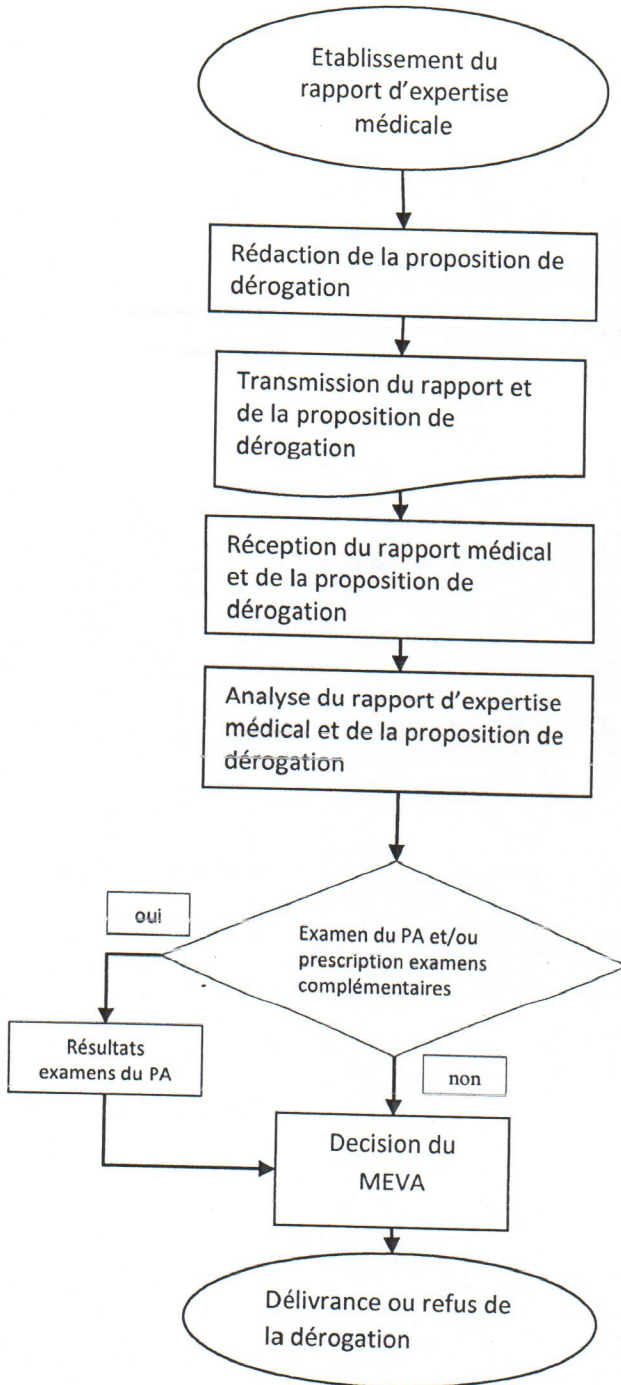 Etablissement du
rapport d'expertise
médicale
Rédaction de la proposition de
dérogation
Transmission du rapport et
de la proposition de
dérogation
Réception du rapport médical
et de la proposition de
dérogation
Analyse du rapport d'expertise
médical et de la proposition de
dérogation
oui
Examen du PA et/ou
prescription examens
complémentaires
Résultats
examens du PA
non
Decision du
MEVA
Délivrance ou refus de
la dérogation